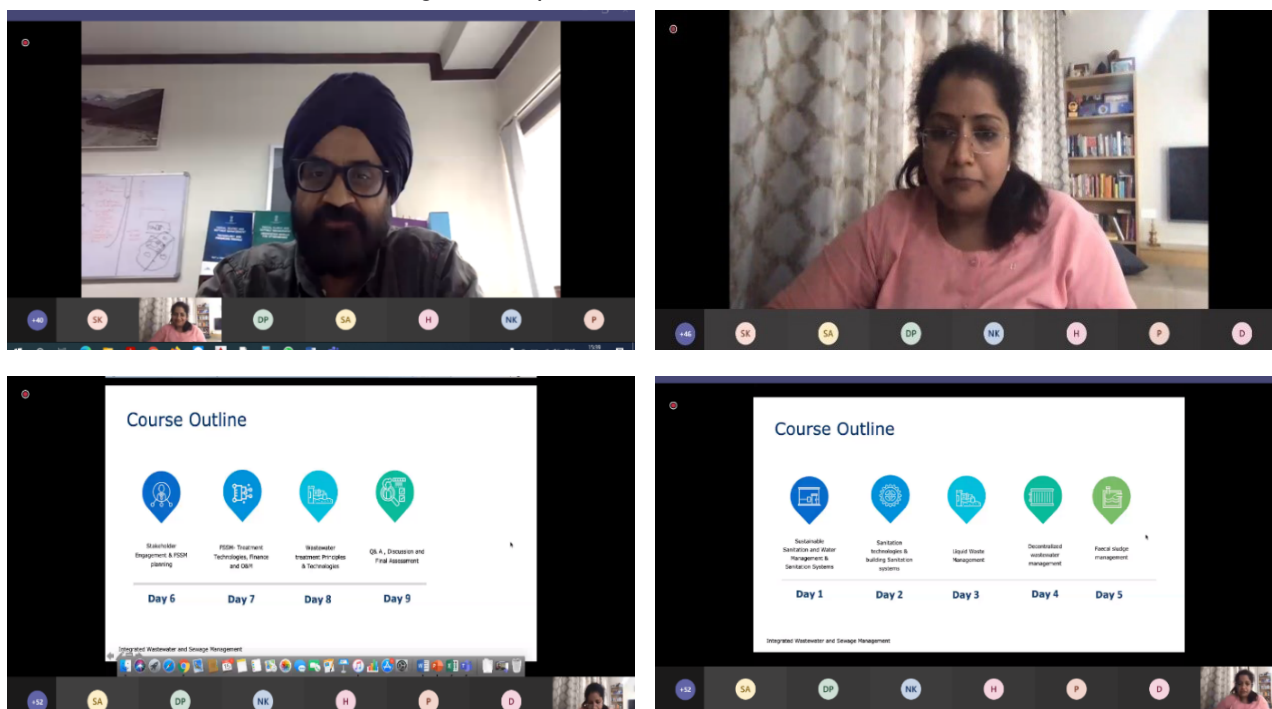 +40
SK
DP
SA
H
NK
P
+46
SK
SA
DP
NK
H
P
D
Course Outline
Stakeholder
Engagement & FSSM
planning
FSSM- Treatment
Technologies, Finance
and O&M
Wastewater
treatment Principles
& Technologies
Q& A , Discussion and
Final Assessment
Day 6
Day 7
Day 8
Day 9
Integrated Wastewater and Sewage Management
+52
SA
DP
NK
H
P
D
Course Outline
Sustainable
Sanitation and Water
Management &
Sanitation Systems
Sanitation
technologies &
building Sanitation
systems
Liquid Waste
Management
Decentralised
wastewater
management
Faecal sludge
management
Day 1
Day 2
Day 3
Day 4
Day 5
Integrated Wastewater and Sewage Management
+52
SA
DP
NK
H
P
D